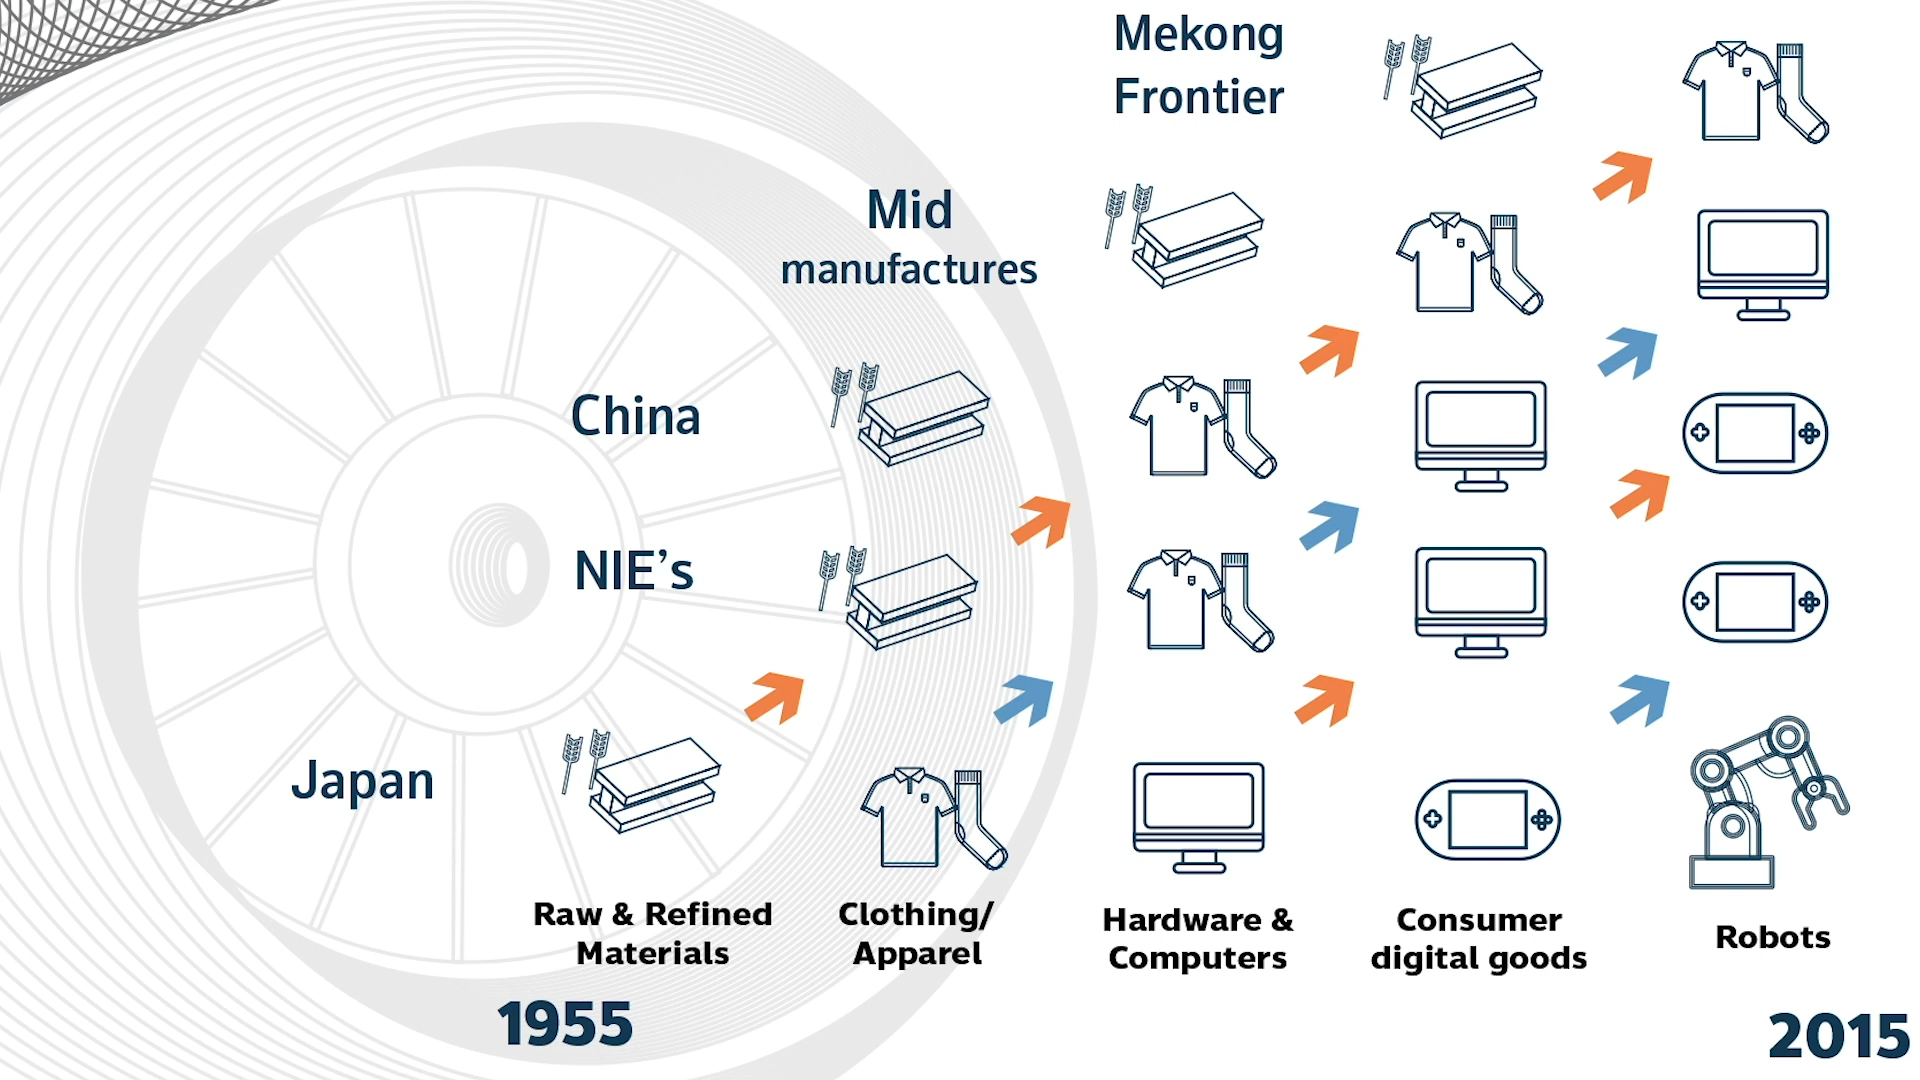 Mekong
Frontier
Mid
manufactures
China
NIE’s
Japan
Raw & Refined
Materials
Clothing/
Apparel
Hardware &
Computers
Consumer
digital goods
Robots
1955
2015